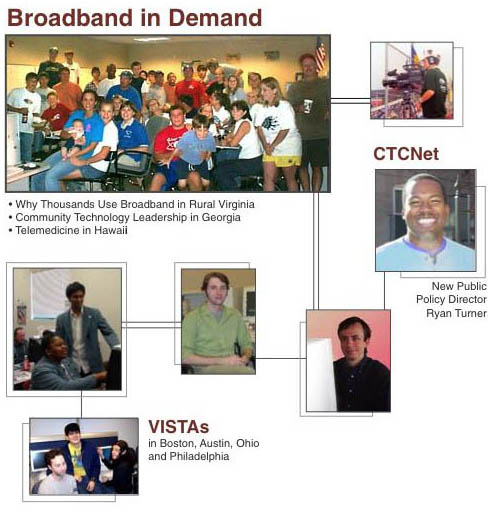 Broadband in Demand
• Why Thousands Use Broadband in Rural Virginia
• Community Technology Leadership in Georgia
• Telemedicine in Hawaii
CTCNet
New Public
Policy Director
Ryan Turner
VISTAs
in Boston, Austin, Ohio
and Philadelphia